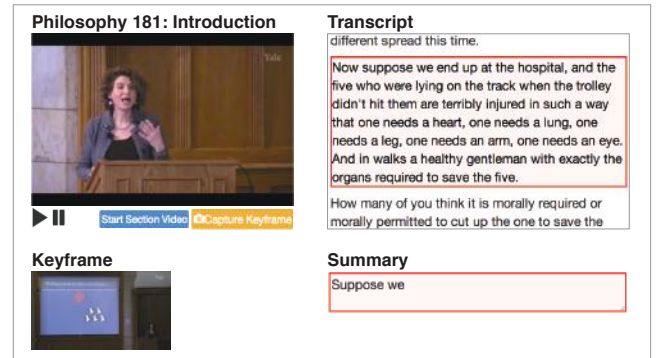 Philosophy 181: Introduction
Yale
Start Section Video
Capture Keyframe
Keyframe
Transcript
different spread this time.
Now suppose we end up at the hospital, and the
five who were lying on the track when the trolley
didn't hit them are terribly injured in such a way
that one needs a heart, one needs a lung, one
needs a leg, one needs an arm, one needs an eye.
And in walks a healthy gentleman with exactly the
organs required to save the five.
How many of you think it is morally required or
morally permitted to cut up the one to save the
Summary
Suppose we